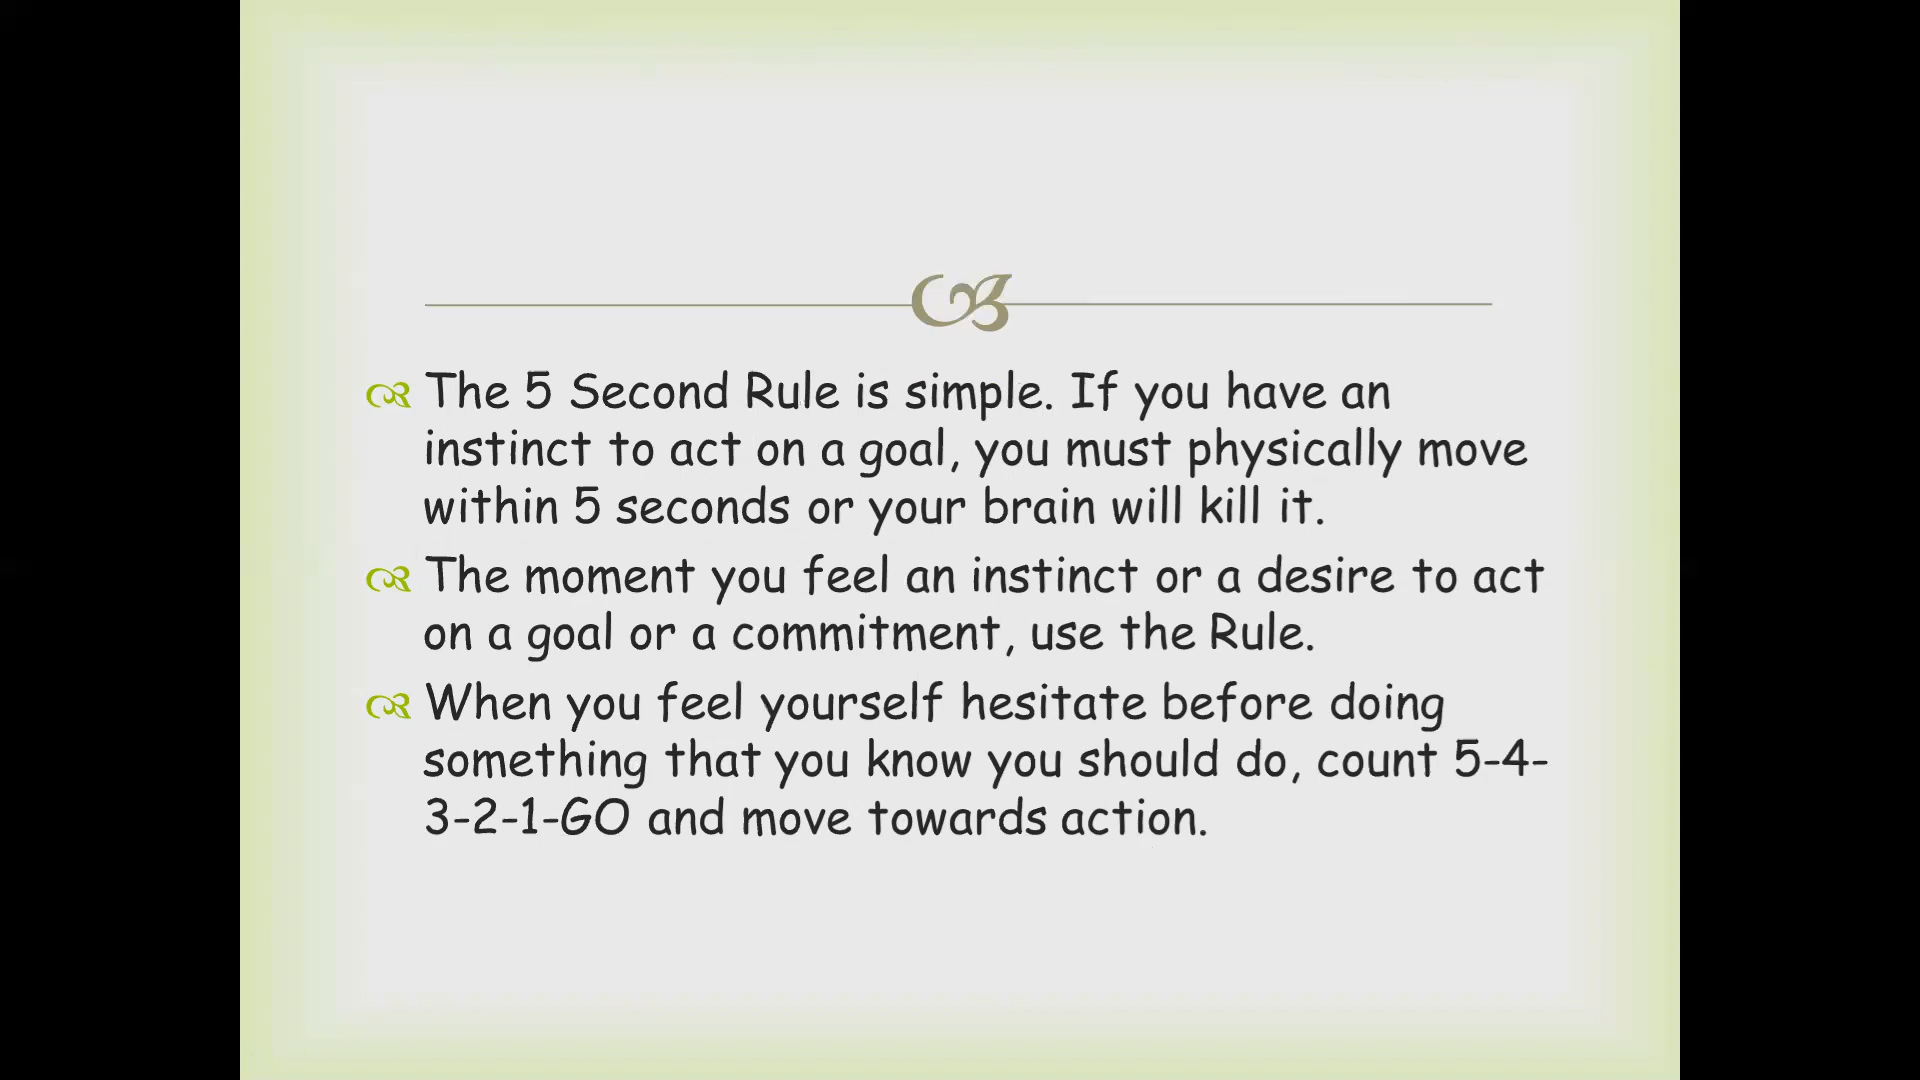 The 5 Second Rule is simple. If you have an
instinct to act on a goal, you must physically move
within 5 seconds or your brain will kill it.
The moment you feel an instinct or a desire to act
on a goal or a commitment, use the Rule.
When you feel yourself hesitate before doing
something that you know you should do, count 5-4-
3-2-1-GO and move towards action.